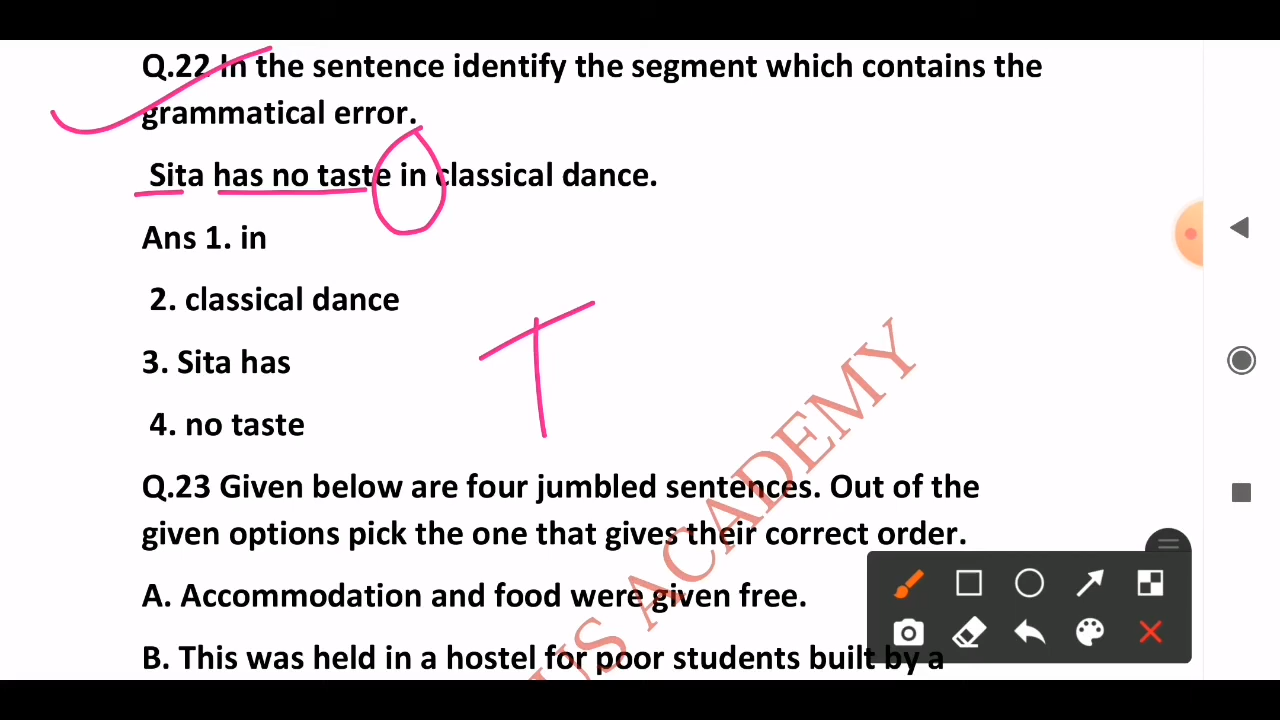 Q.22 In the sentence identify the segment which contains the
grammatical error.
Sita has no taste in classical dance.
Ans 1. in
2. classical dance
3. Sita has
4. no taste
Q.23 Given below are four jumbled sentences. Out of the
given options pick the one that gives their correct order.
A. Accommodation and food were given free.
B. This was held in a hostel for poor students built by a
T
US ACADEMY